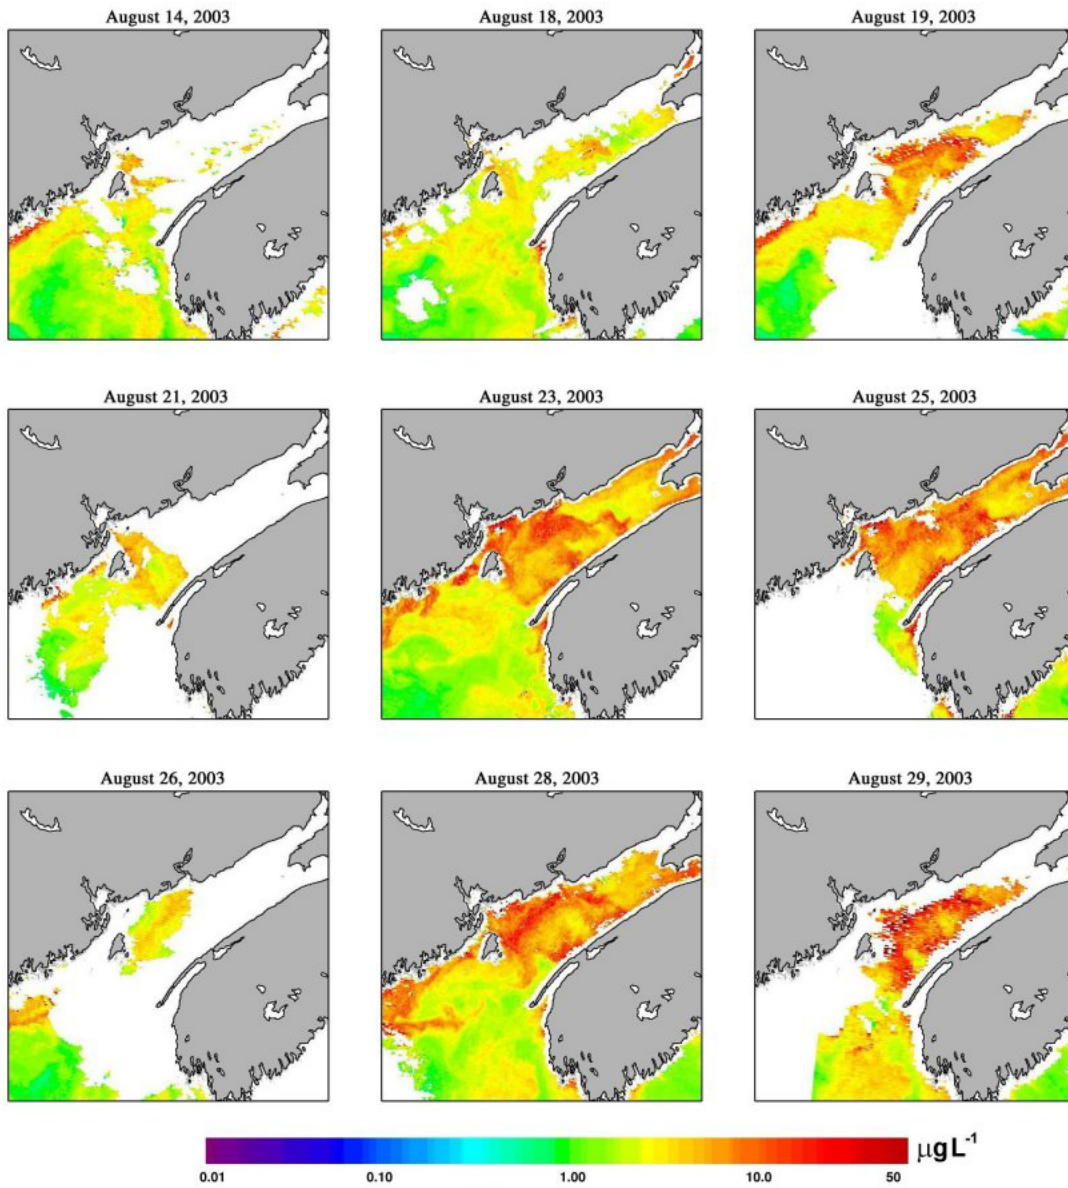 August 14, 2003
August 18, 2003
August 19, 2003
August 21, 2003
August 23, 2003
August 25, 2003
August 26, 2003
August 28, 2003
August 29, 2003
μgL⁻¹
0.01 0.10 1.00 10.0 50